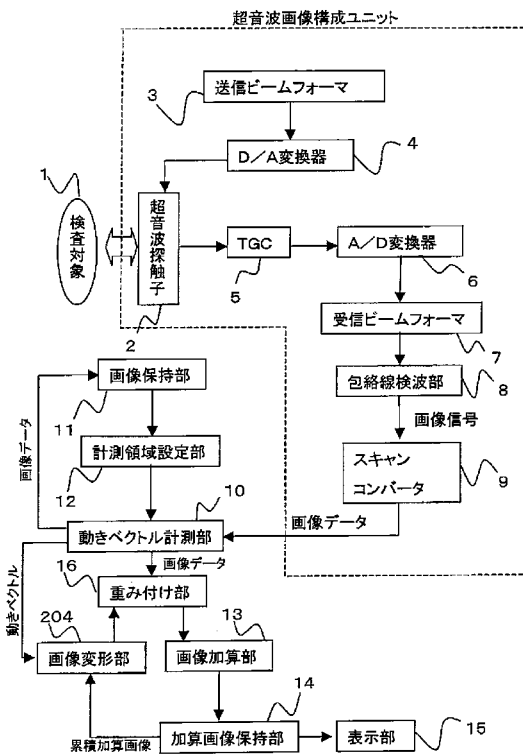 超音波画像構成ユニット
送信ビームフォーマ
3
D/A変換器
4
1
検査対象
超音波探触子
2
TGC
5
A/D変換器
6
受信ビームフォーマ
7
包絡線検波部
8
画像信号
スキャン
コンバータ
9
画像データ
画像保持部
11
画像データ
計測領域設定部
12
10
動きベクトル計測部
画像データ
16
重み付け部
動きベクトル
204
画像変形部
13
画像加算部
14
累積加算画像
加算画像保持部
表示部
15